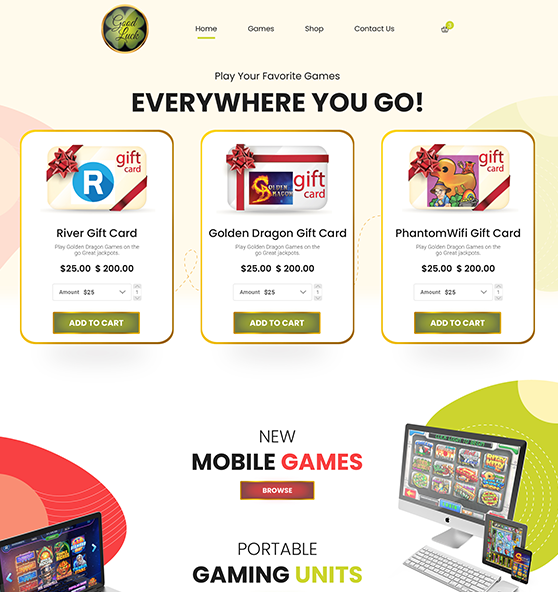 Good
Luck
Home
Games
Shop
Contact Us
3
Play Your Favorite Games
EVERYWHERE YOU GO!
gift
card
R
River Gift Card
Play Golden Dragon Games on the
go Great jackpots.
$25.00 $ 200.00
Amount $25
1
ADD TO CART
gift
card
GOLDEN
DRAGON
Golden Dragon Gift Card
Play Golden Dragon Games on the
go Great jackpots.
$25.00 $ 200.00
Amount $25
1
ADD TO CART
gift
card
PhantomWifi Gift Card
Play Golden Dragon Games on the
go Great jackpots.
$25.00 $ 200.00
Amount $25
1
ADD TO CART
NEW
MOBILE GAMES
BROWSE
PORTABLE
GAMING UNITS